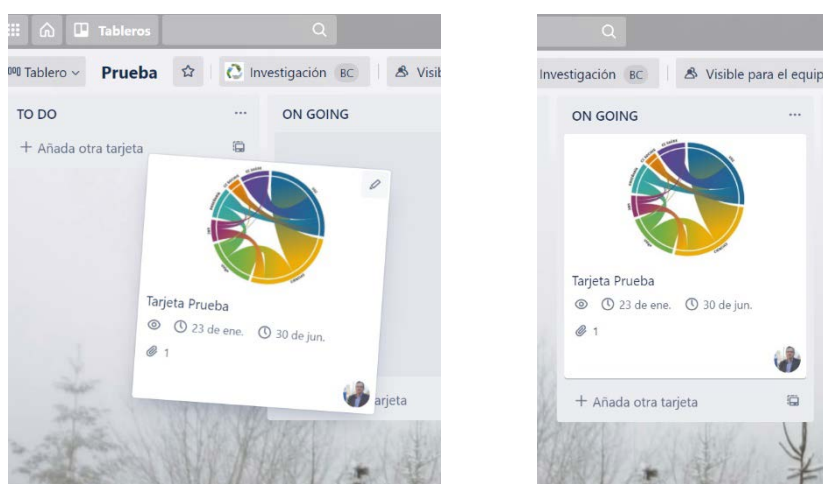 Tableros
Tablero Prueba Investigación BC
TO DO ... ON GOING
+ Añada otra tarjeta
Tarjeta Prueba
23 de ene. 30 de jun.
1
arjeta
Investigación BC Visible para el equip
ON GOING ...
Tarjeta Prueba
23 de ene. 30 de jun.
1
+ Añada otra tarjeta